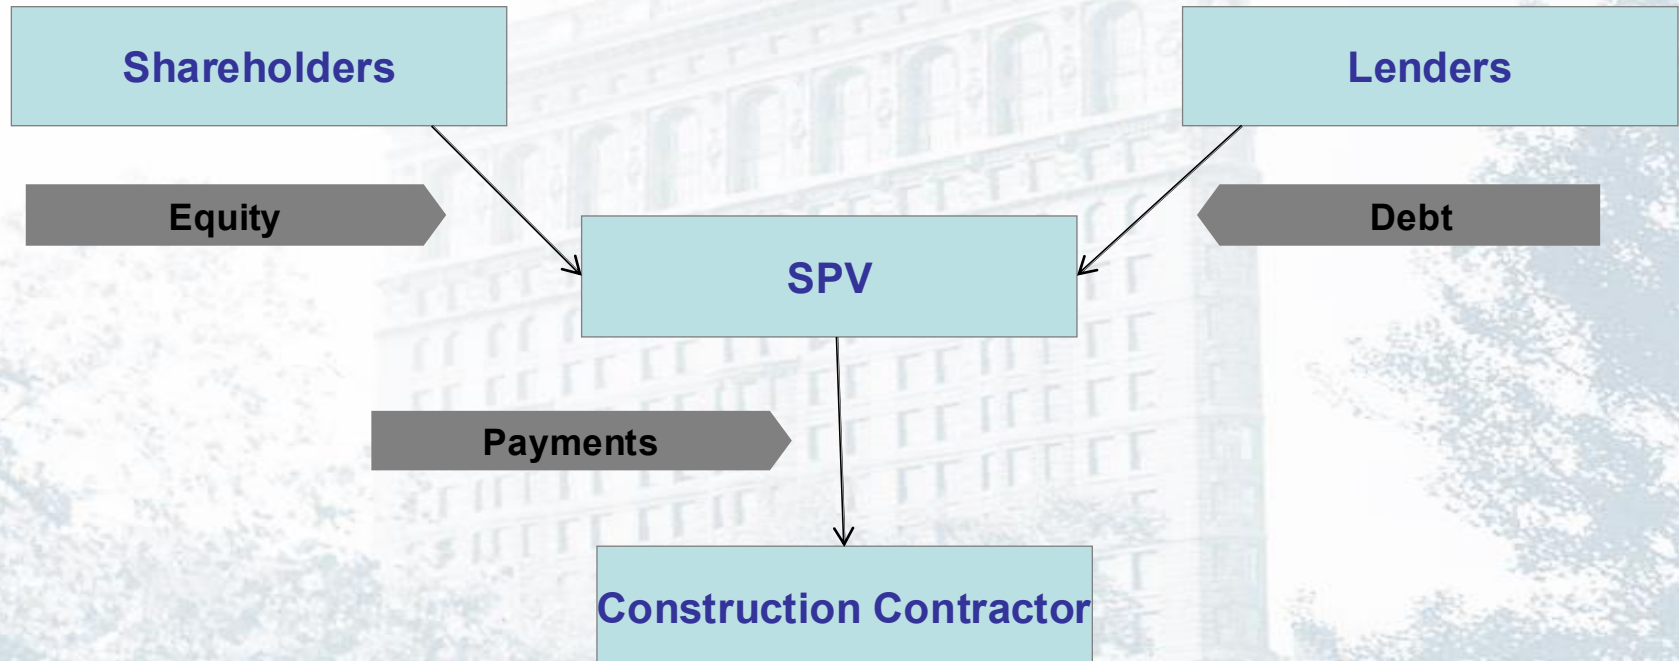 Shareholders
Lenders
Equity
Debt
SPV
Payments
Construction Contractor